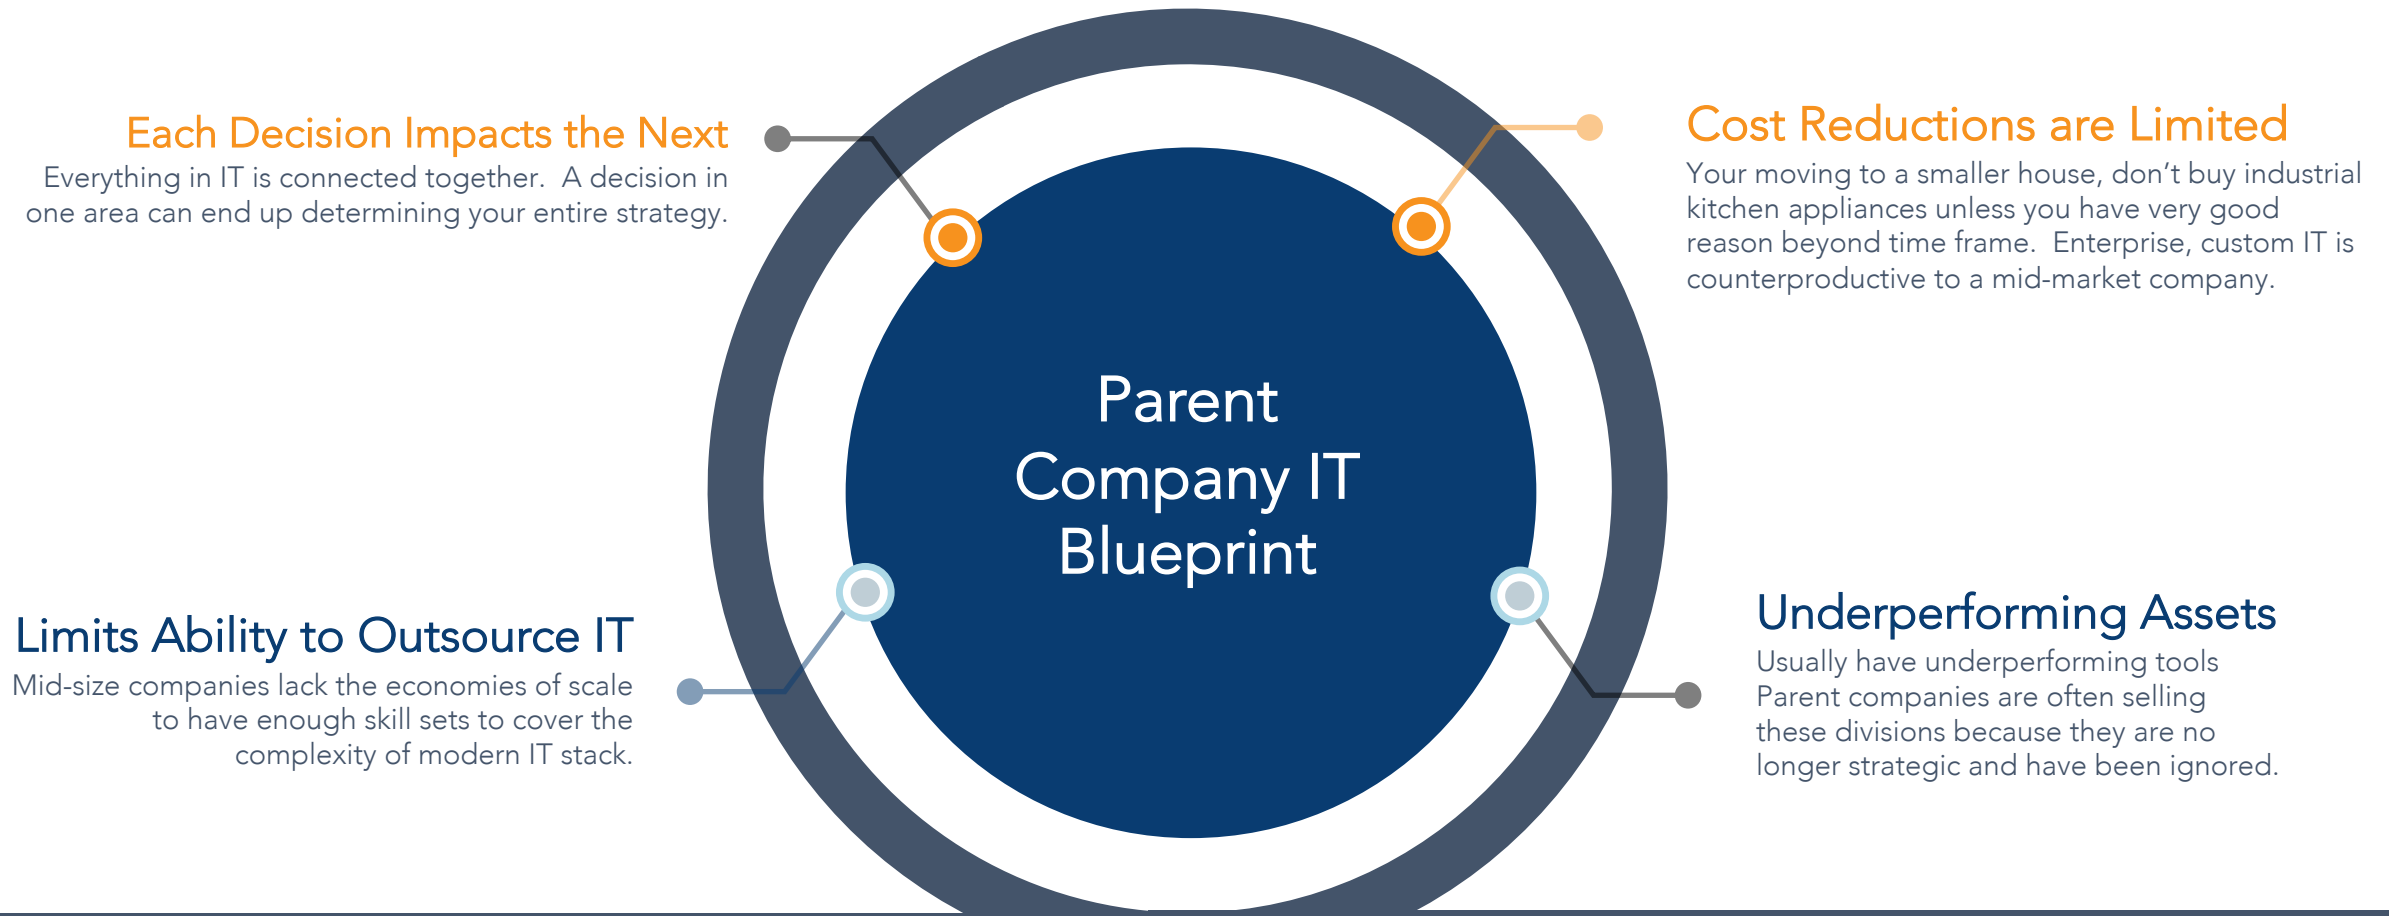 Each Decision Impacts the Next
Everything in IT is connected together.  A decision in
one area can end up determining your entire strategy.
Cost Reductions are Limited
Your moving to a smaller house, don’t buy industrial
kitchen appliances unless you have very good
reason beyond time frame.  Enterprise, custom IT is
counterproductive to a mid-market company.
Parent
Company IT
Blueprint
Limits Ability to Outsource IT
Mid-size companies lack the economies of scale
to have enough skill sets to cover the
complexity of modern IT stack.
Underperforming Assets
Usually have underperforming tools
Parent companies are often selling
these divisions because they are no
longer strategic and have been ignored.